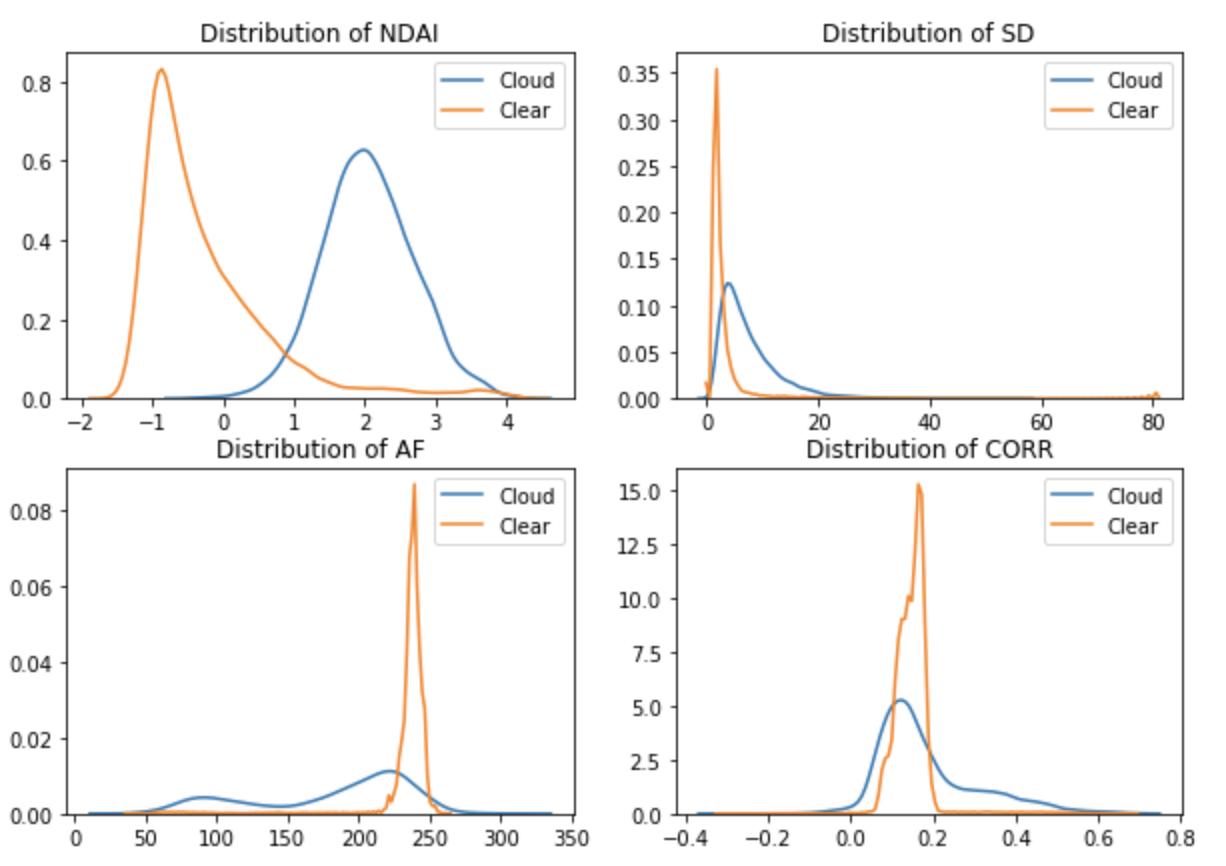 Distribution of NDAI
Cloud
Clear
0.8
0.6
0.4
0.2
0.0
−2 −1 0 1 2 3 4
Distribution of SD
Cloud
Clear
0.35
0.30
0.25
0.20
0.15
0.10
0.05
0.00
0 20 40 60 80
Distribution of AF
Cloud
Clear
0.08
0.06
0.04
0.02
0.00
0 50 100 150 200 250 300 350
Distribution of CORR
Cloud
Clear
15.0
12.5
10.0
7.5
5.0
2.5
0.0
−0.4 −0.2 0.0 0.2 0.4 0.6 0.8